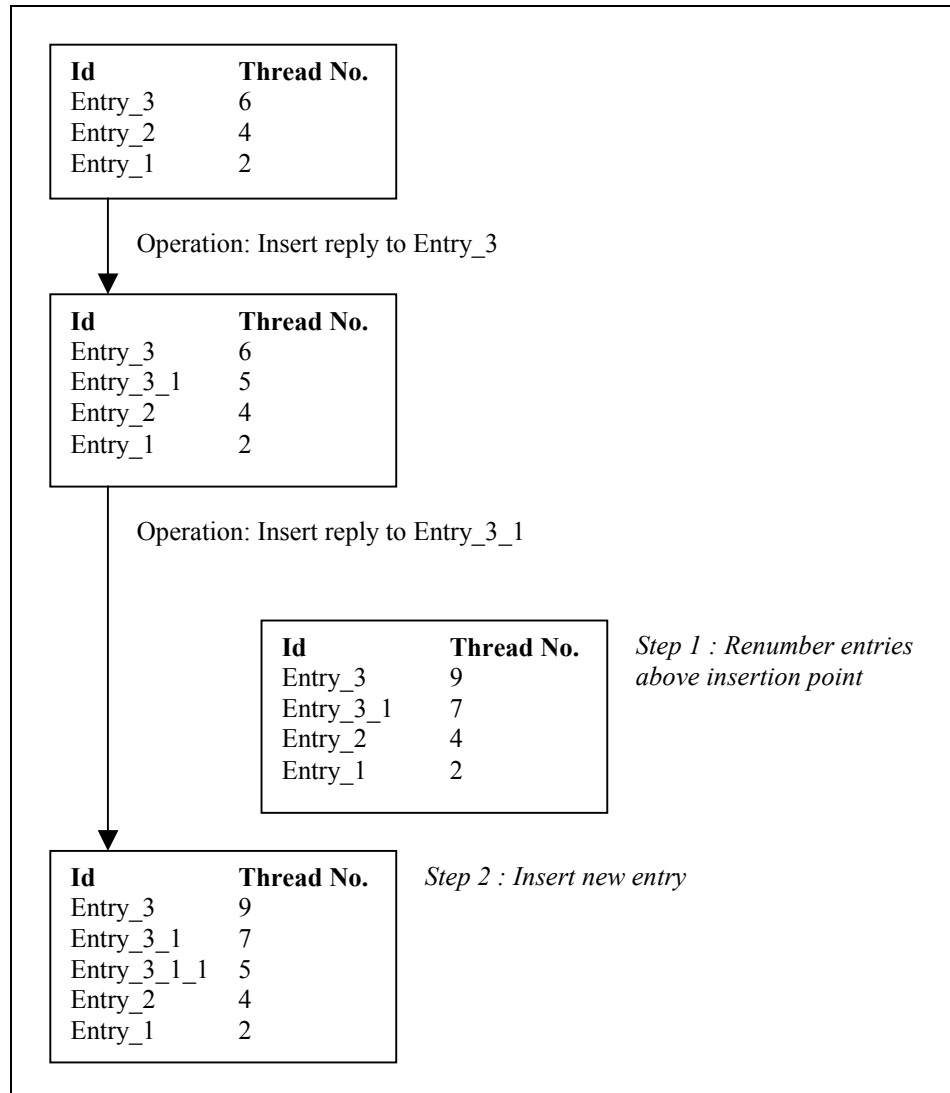 Id Thread No.
Entry_3 6
Entry_2 4
Entry_1 2
Operation: Insert reply to Entry_3
Id Thread No.
Entry_3 6
Entry_3_1 5
Entry_2 4
Entry_1 2
Operation: Insert reply to Entry_3_1
Id Thread No.
Entry_3 9
Entry_3_1 7
Entry_2 4
Entry_1 2
Step 1 : Renumber entries
above insertion point
Id Thread No.
Entry_3 9
Entry_3_1 7
Entry_3_1_1 5
Entry_2 4
Entry_1 2
Step 2 : Insert new entry